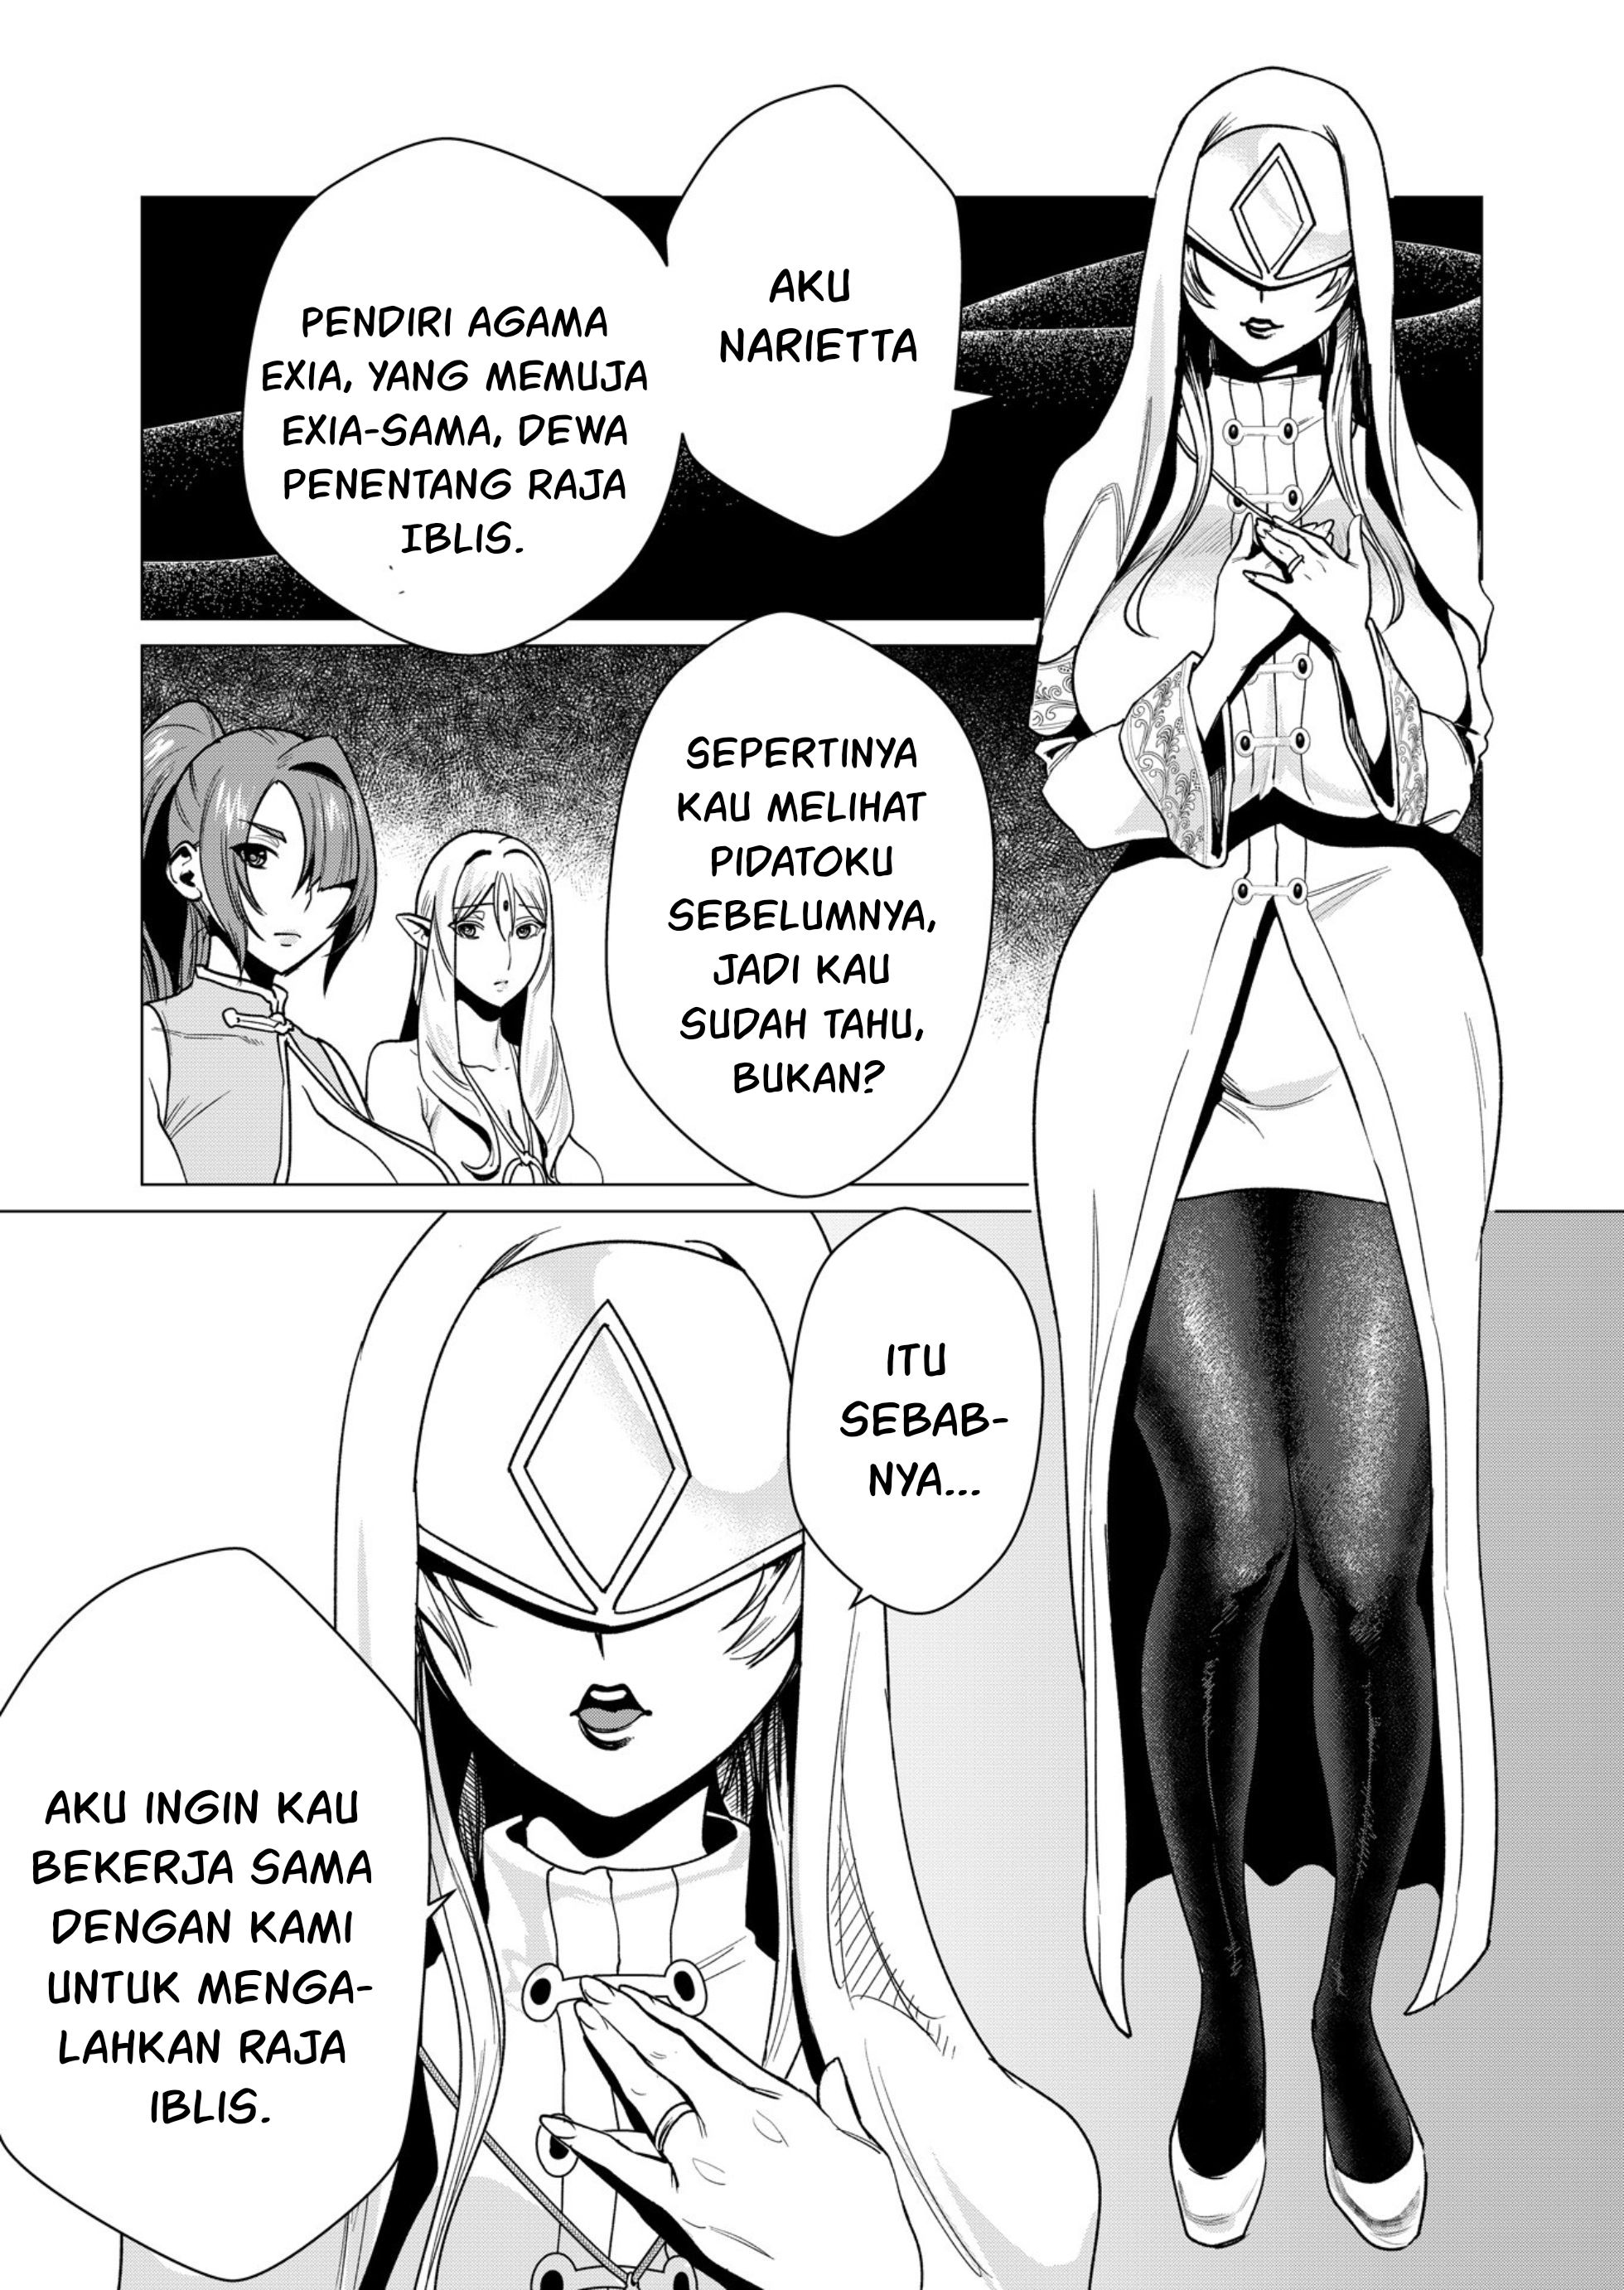 AKU
NARIETTA
PENDIRI AGAMA
EXIA, YANG MEMUJA
EXIA-SAMA, DEWA
PENENTANG RAJA
IBLIS.
SEPERTINYA
KAU MELIHAT
PIDATOKU
SEBELUMNYA,
JADI KAU
SUDAH TAHU,
BUKAN?
ITU
SEBAB-
NYA...
AKU INGIN KAU
BEKERJA SAMA
DENGAN KAMI
UNTUK MENGA-
LAHKAN RAJA
IBLIS.